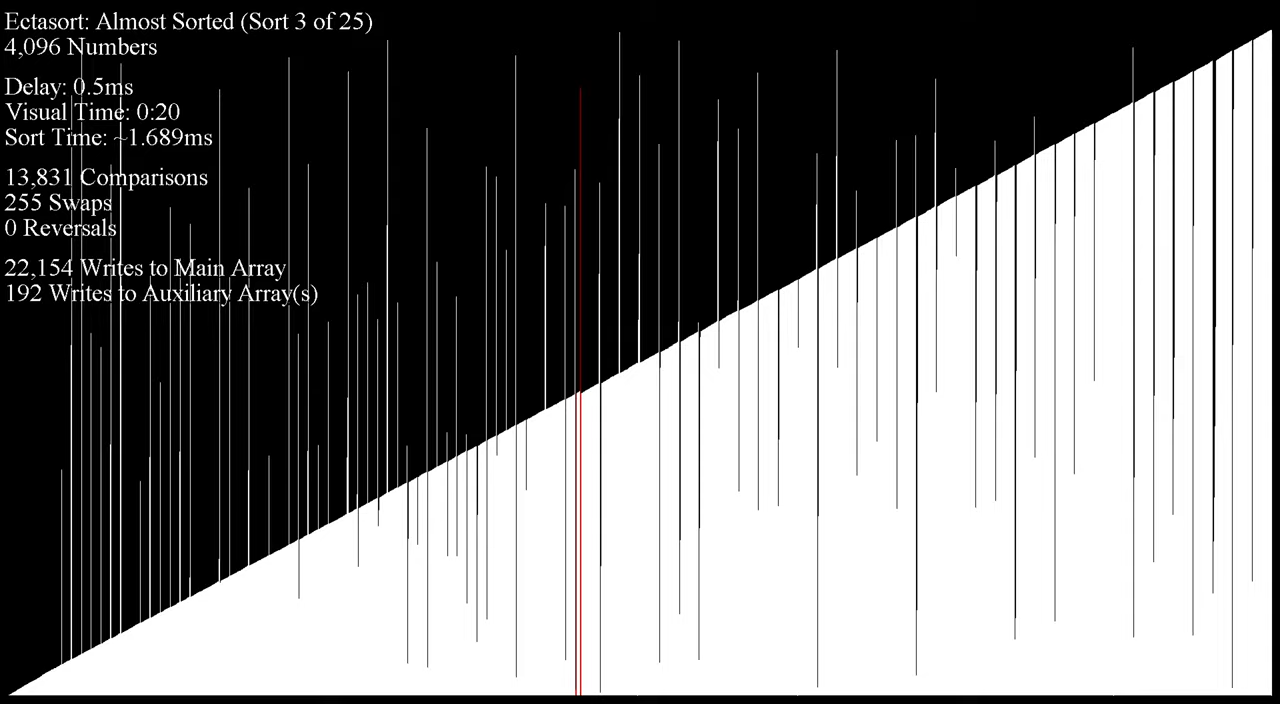 Ectasort: Almost Sorted (Sort 3 of 25)
4,096 Numbers
Delay: 0.5ms
Visual Time: 0:20
Sort Time: ~1.689ms
13,831 Comparisons
255 Swaps
0 Reversals
22,154 Writes to Main Array
192 Writes to Auxiliary Array(s)